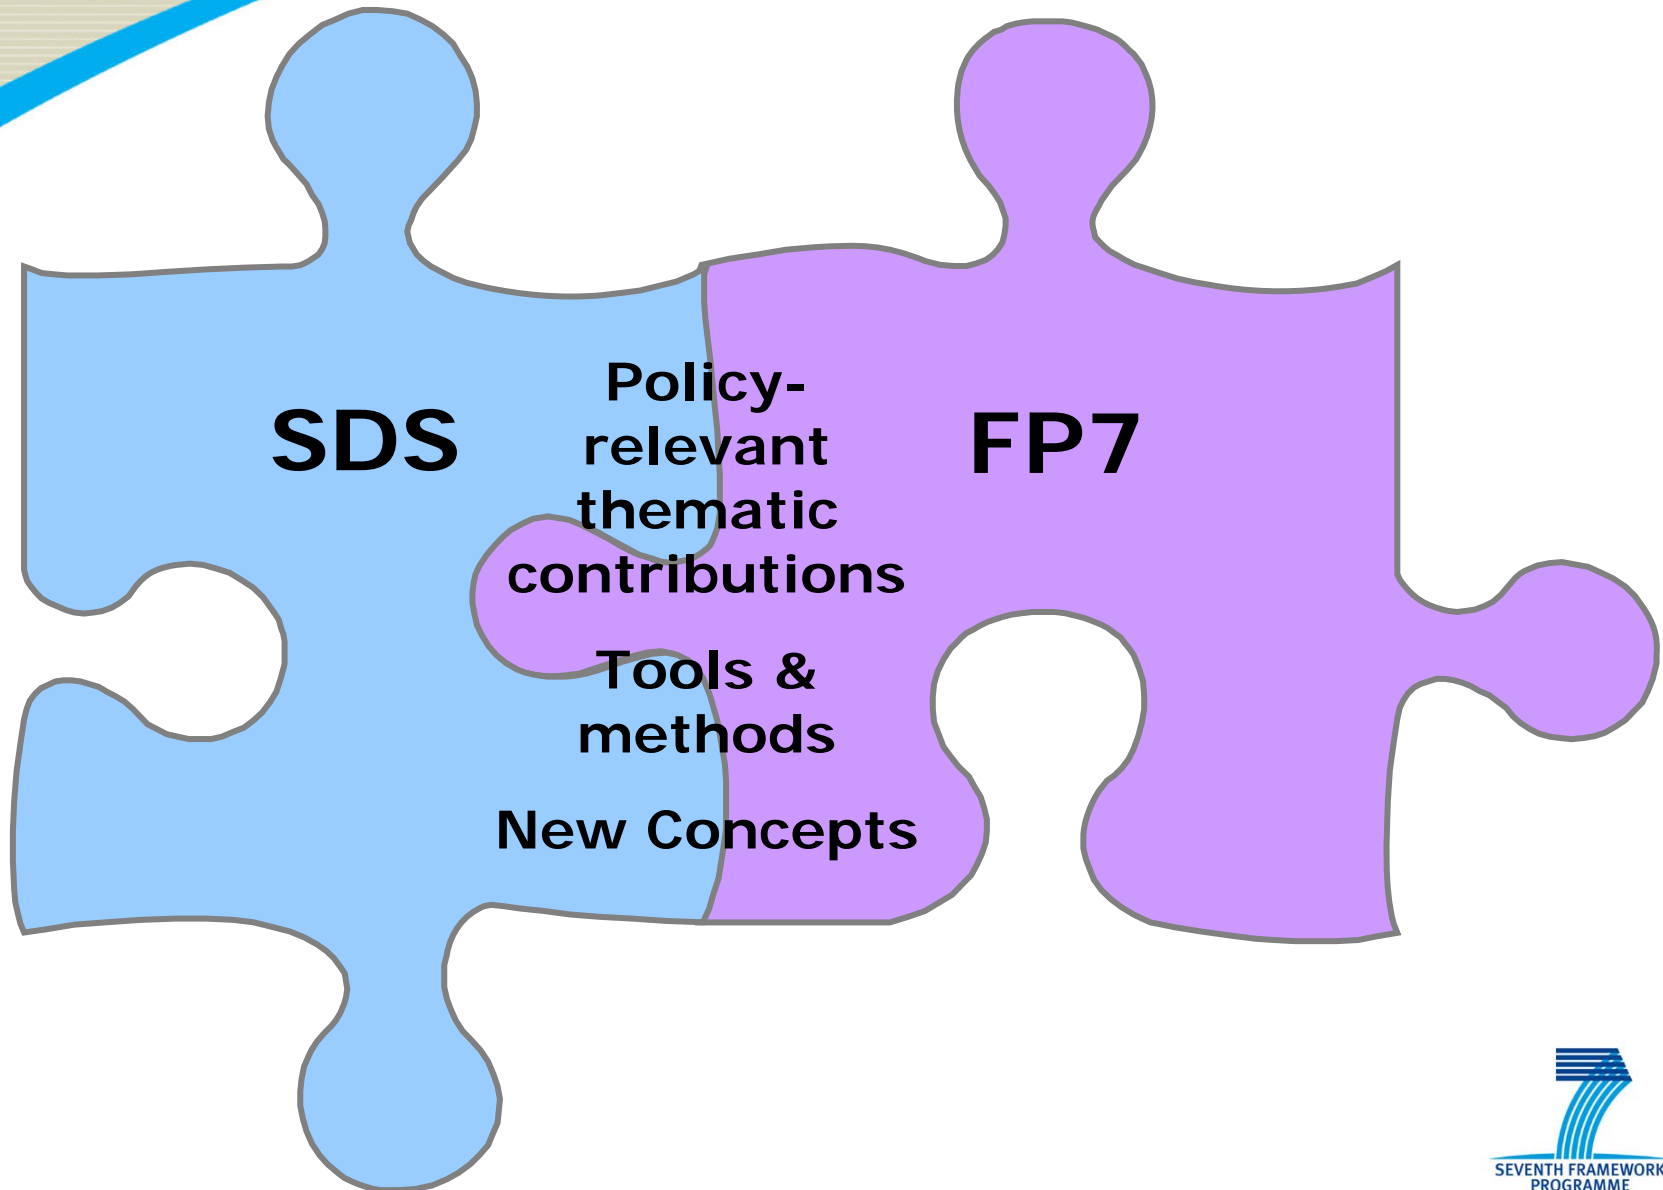 SDS
Policy-
relevant
thematic
contributions
Tools &
methods
New Concepts
FP7
SEVENTH FRAMEWORK
PROGRAMME